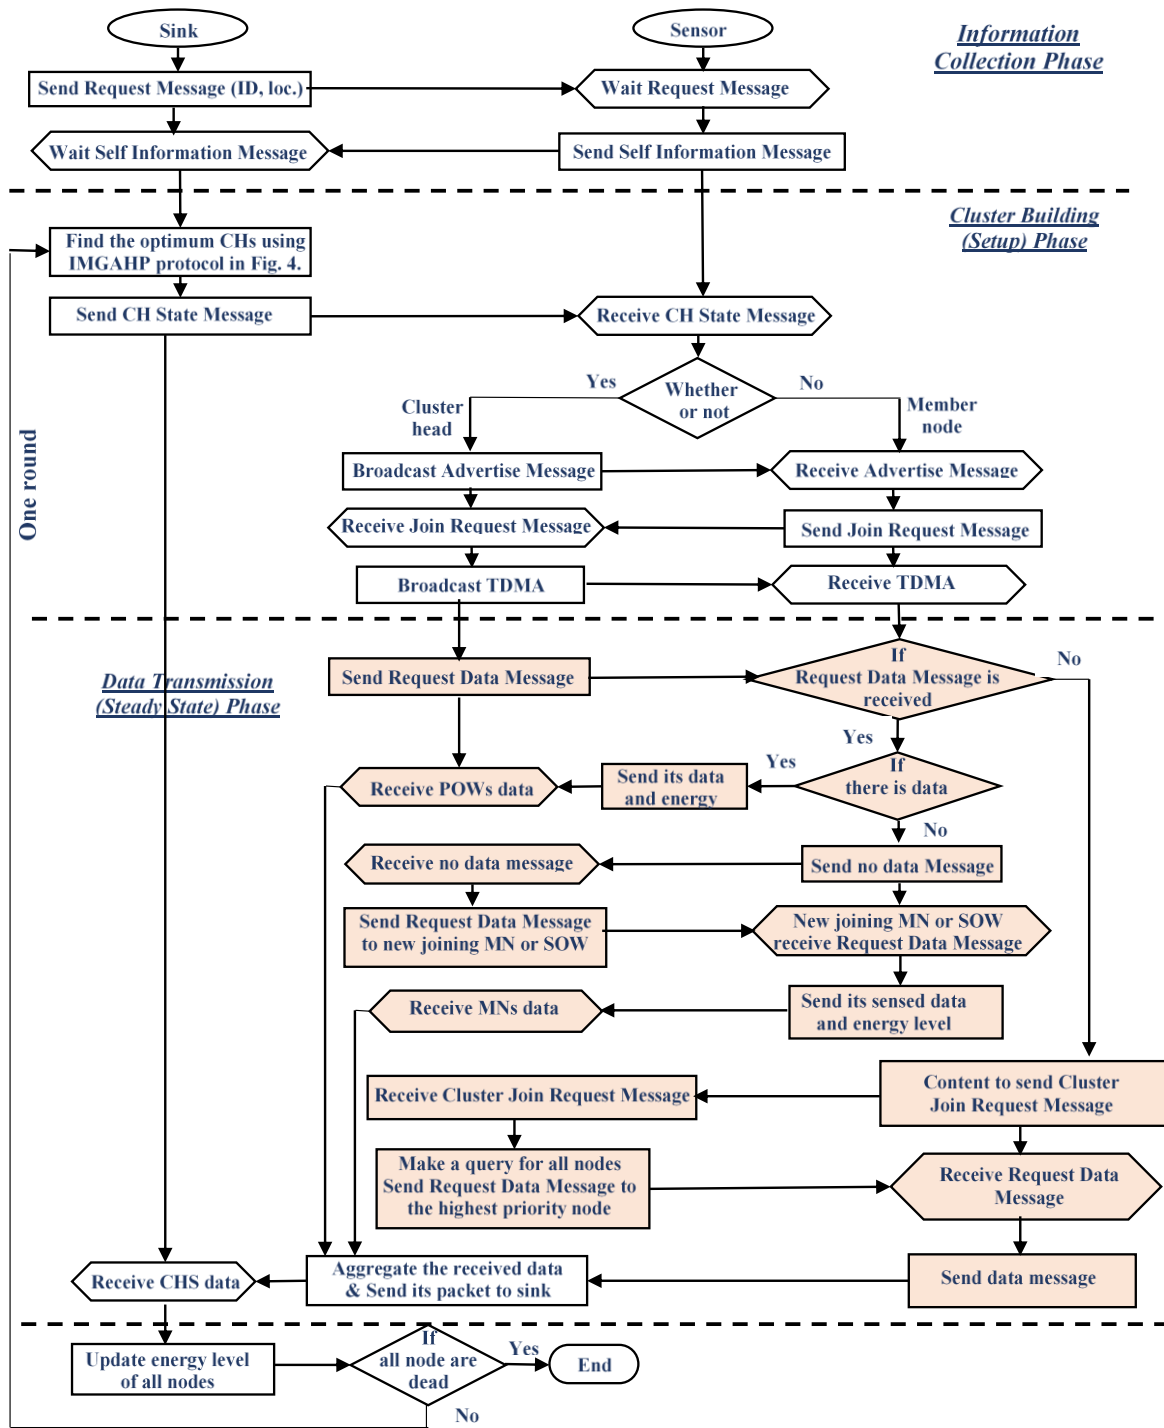 Sink
Sensor
Information
Collection Phase
Send Request Message (ID, loc.)
Wait Request Message
Wait Self Information Message
Send Self Information Message
Cluster Building
(Setup) Phase
Find the optimum CHs using
IMGAHP protocol in Fig. 4.
Send CH State Message
Receive CH State Message
Yes
Whether
or not
No
Cluster
head
Member
node
One round
Broadcast Advertise Message
Receive Advertise Message
Receive Join Request Message
Send Join Request Message
Broadcast TDMA
Receive TDMA
Data Transmission
(Steady State) Phase
Send Request Data Message
If
Request Data Message is
received
No
Yes
Receive POWs data
Send its data
and energy
Yes
If
there is data
No
Receive no data message
Send no data Message
Send Request Data Message
to new joining MN or SOW
New joining MN or SOW
receive Request Data Message
Receive MNs data
Send its sensed data
and energy level
Receive Cluster Join Request Message
Content to send Cluster
Join Request Message
Make a query for all nodes
Send Request Data Message to
the highest priority node
Receive Request Data
Message
Receive CHS data
Aggregate the received data
& Send its packet to sink
Send data message
Update energy level
of all nodes
If
all node are
dead
Yes
End
No